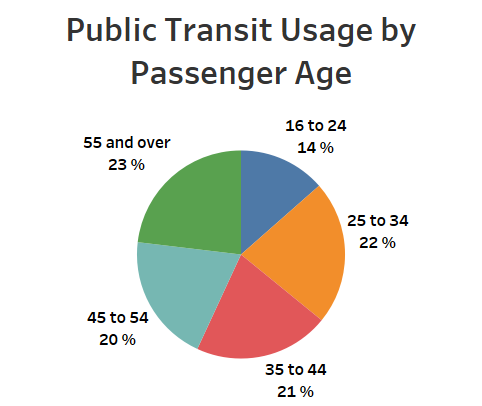 Public Transit Usage by
Passenger Age
16 to 24
14 %
55 and over
23 %
25 to 34
22 %
45 to 54
20 %
35 to 44
21 %